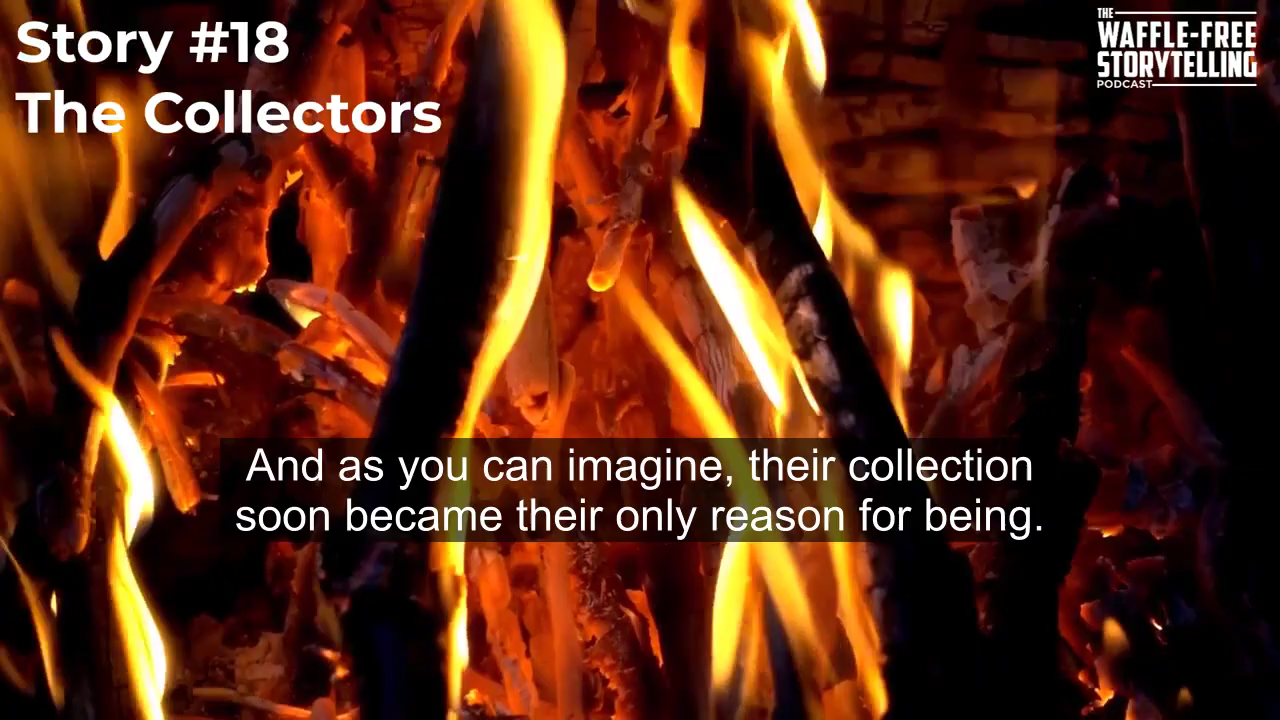 Story #18
The Collectors
THE
WAFFLE-FREE
STORYTELLING
PODCAST
And as you can imagine, their collection
soon became their only reason for being.